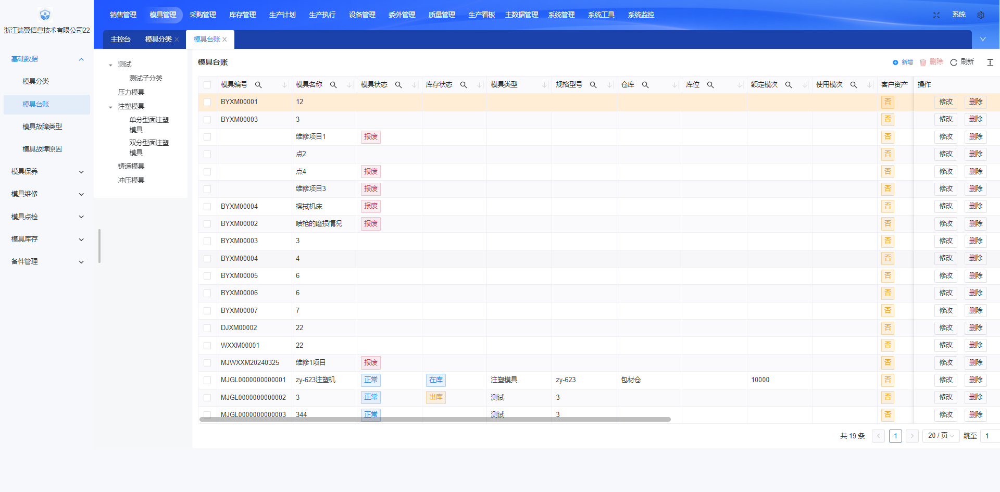 浙江瑞翼信息技术有限公司22
销售管理 模具管理 采购管理 库存管理 生产计划 生产执行 设备管理 委外管理 质量管理 生产看板 主数据管理 系统管理 系统工具 系统监控 系统
主控台 模具分类 X 模具台账 X
基础数据
模具分类
模具台账
模具故障类型
模具故障原因
模具保养
模具维修
模具点检
模具库存
备件管理
测试
测试子分类
压力模具
注塑模具
单分型面注塑
模具
双分型面注塑
模具
铸造模具
冲压模具
模具台账 新增 删除 刷新
模具编号 模具名称 模具状态 库存状态 模具类型 规格型号 仓库 库位 额定模次 使用模次 客户资产 操作
BYXM00001 12 否 修改 删除
BYXM00003 3 否 修改 删除
维修项目1 报废 否 修改 删除
点2 否 修改 删除
点4 报废 否 修改 删除
维修项目3 报废 否 修改 删除
BYXM00004 擦拭机床 报废 否 修改 删除
BYXM00002 喷枪的磨损情况 报废 否 修改 删除
BYXM00003 3 否 修改 删除
BYXM00004 4 否 修改 删除
BYXM00005 6 否 修改 删除
BYXM00006 6 否 修改 删除
BYXM00007 7 否 修改 删除
DJXM00002 22 否 修改 删除
WXXM00001 22 否 修改 删除
MJWXXM20240325 维修1项目 报废 否 修改 删除
MJGL0000000000001 zy-623注塑机 正常 在库 注塑模具 zy-623 包材仓 10000 否 修改 删除
MJGL0000000000002 3 正常 出库 测试 3 否 修改 删除
MJGL0000000000003 344 正常 测试 3 否 修改 删除
共 19 条 1 20 / 页 跳至 1